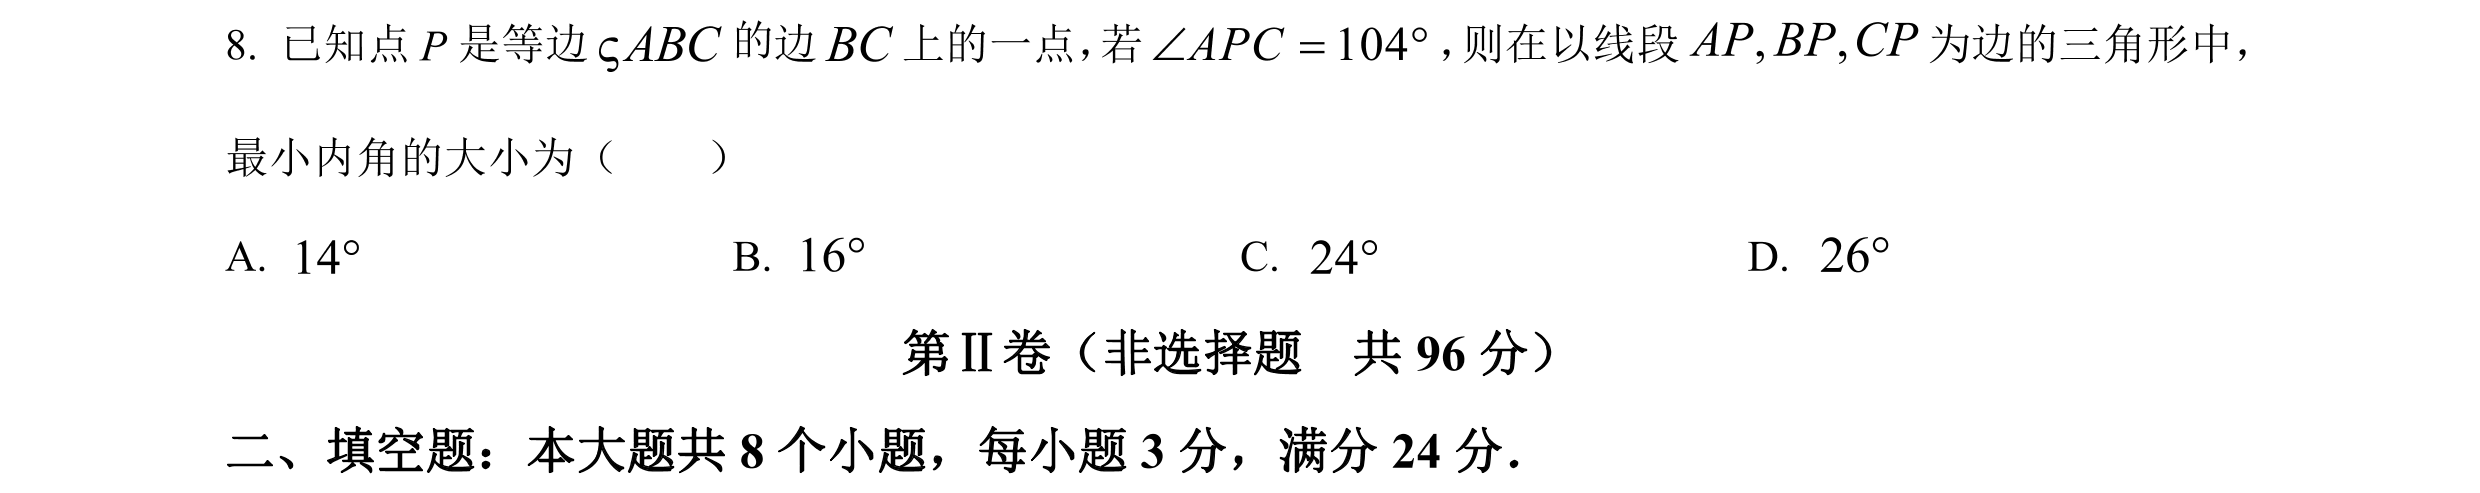 8. 已知点 P 是等边 ςABC 的边 BC 上的一点，若 ∠APC = 104°，则在以线段 AP, BP, CP 为边的三角形中，
最小内角的大小为（　　）
A. 14°　　B. 16°　　C. 24°　　D. 26°
第Ⅱ卷（非选择题　共 96 分）
二、填空题：本大题共 8 个小题，每小题 3 分，满分 24 分．